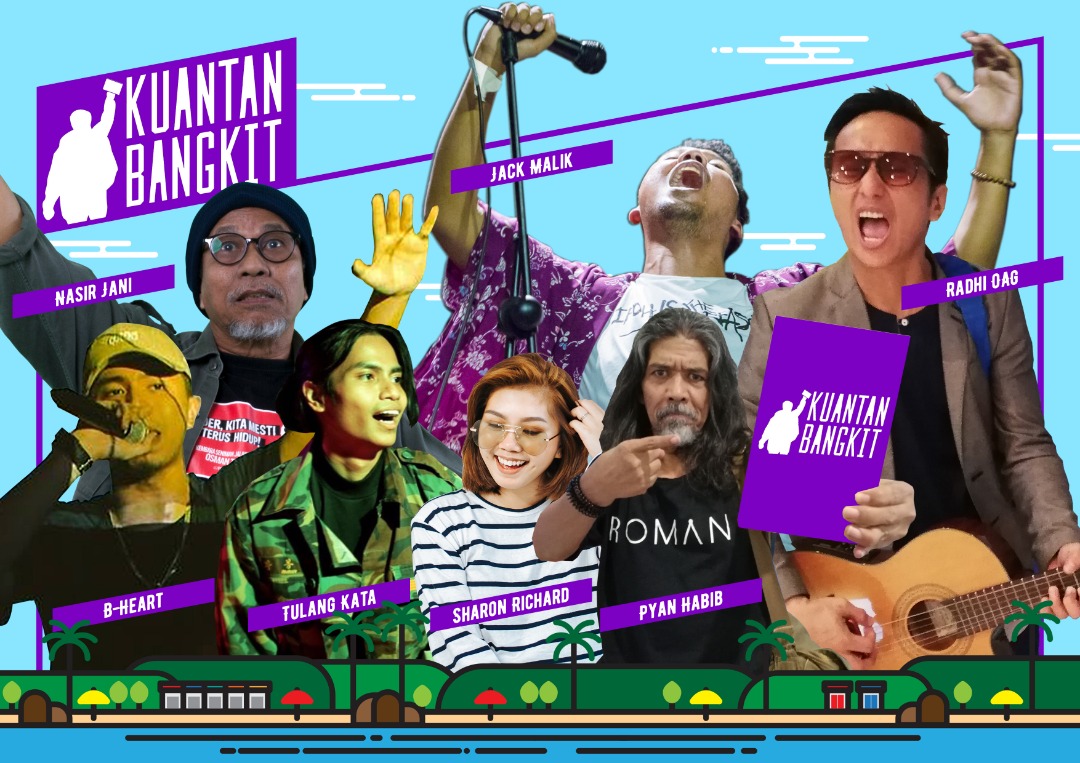 KUANTAN
BANGKIT
JACK MALIK
NASIR JANI
RADHI OAG
KUANTAN
BANGKIT
DER, KITA MESTI
TERUS HIDUP!
ROMAN
B-HEART
TULANG KATA
SHARON RICHARD
PYAN HABIB